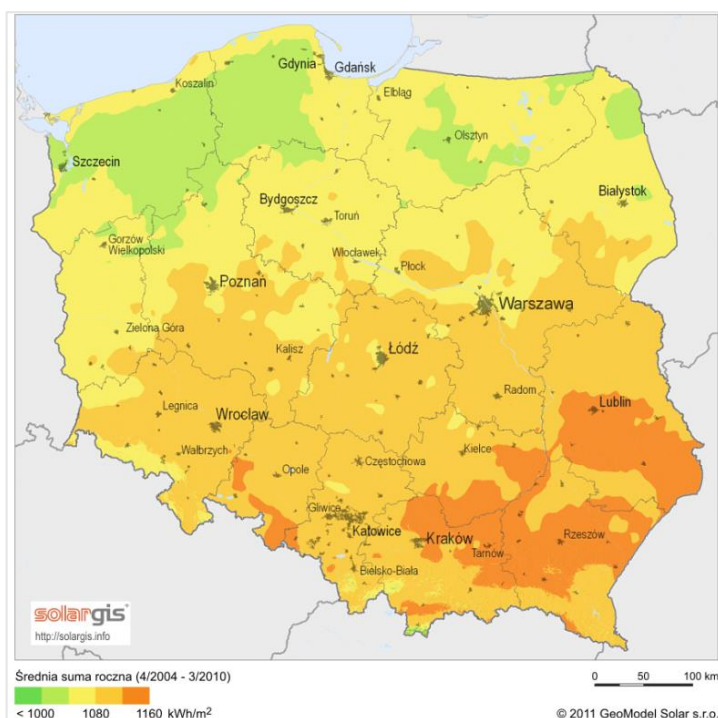 Gdynia
Gdańsk
Koszalin
Elbląg
Olsztyn
Szczecin
Białystok
Bydgoszcz
Toruń
Gorzów
Wielkopolski
Włocławek
Płock
Poznań
Warszawa
Zielona Góra
Kalisz
Łódź
Radom
Legnica
Lublin
Wrocław
Wałbrzych
Kielce
Opole
Częstochowa
Gliwice
Katowice
Kraków
Tarnów
Rzeszów
Bielsko-Biała
solargis
http://solargis.info
Średnia suma roczna (4/2004 - 3/2010)
0 50 100 km
< 1000 1080 1160 kWh/m²
© 2011 GeoModel Solar s.r.o.